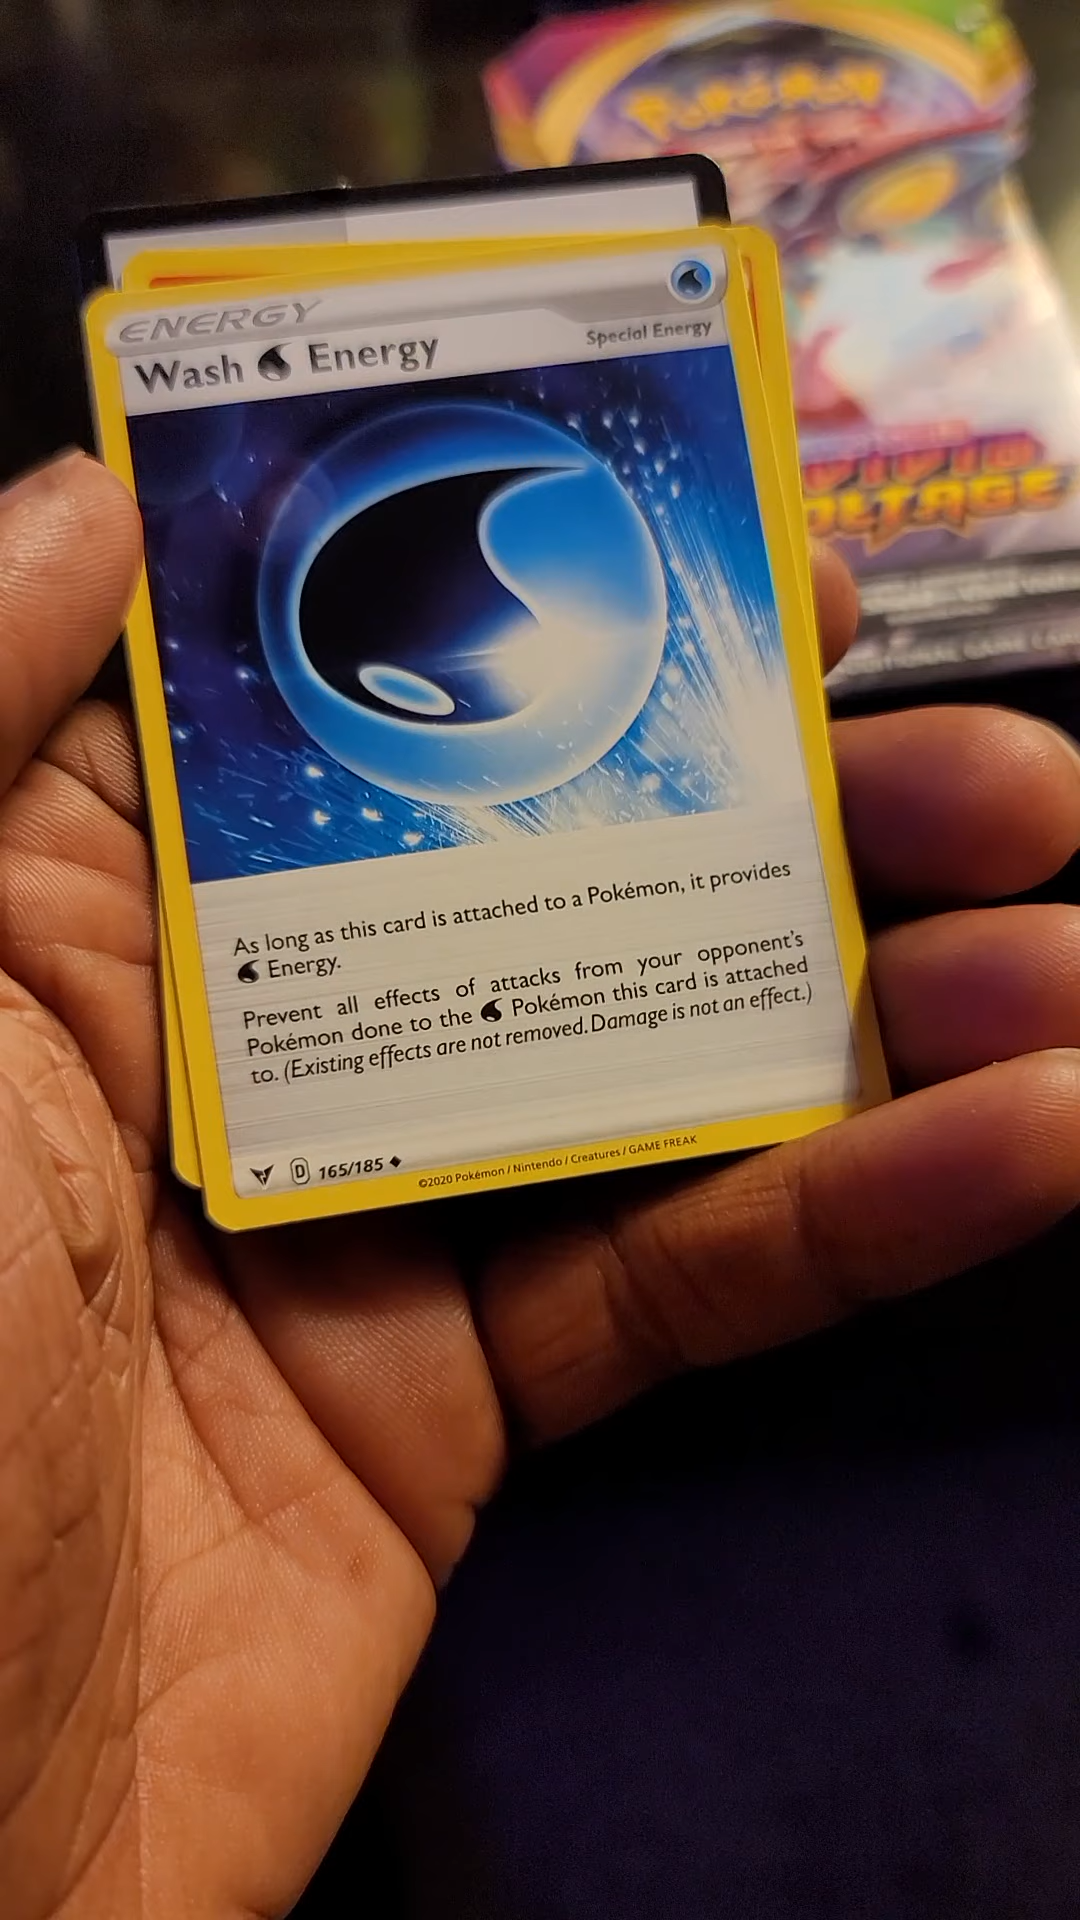 Pokémon
ENERGY
Wash Energy
Special Energy
VIVID
VOLTAGE
As long as this card is attached to a Pokémon, it provides
Energy.
Prevent all effects of attacks from your opponent's
Pokémon done to the Pokémon this card is attached
to. (Existing effects are not removed. Damage is not an effect.)
D 165/185
©2020 Pokémon / Nintendo / Creatures / GAME FREAK